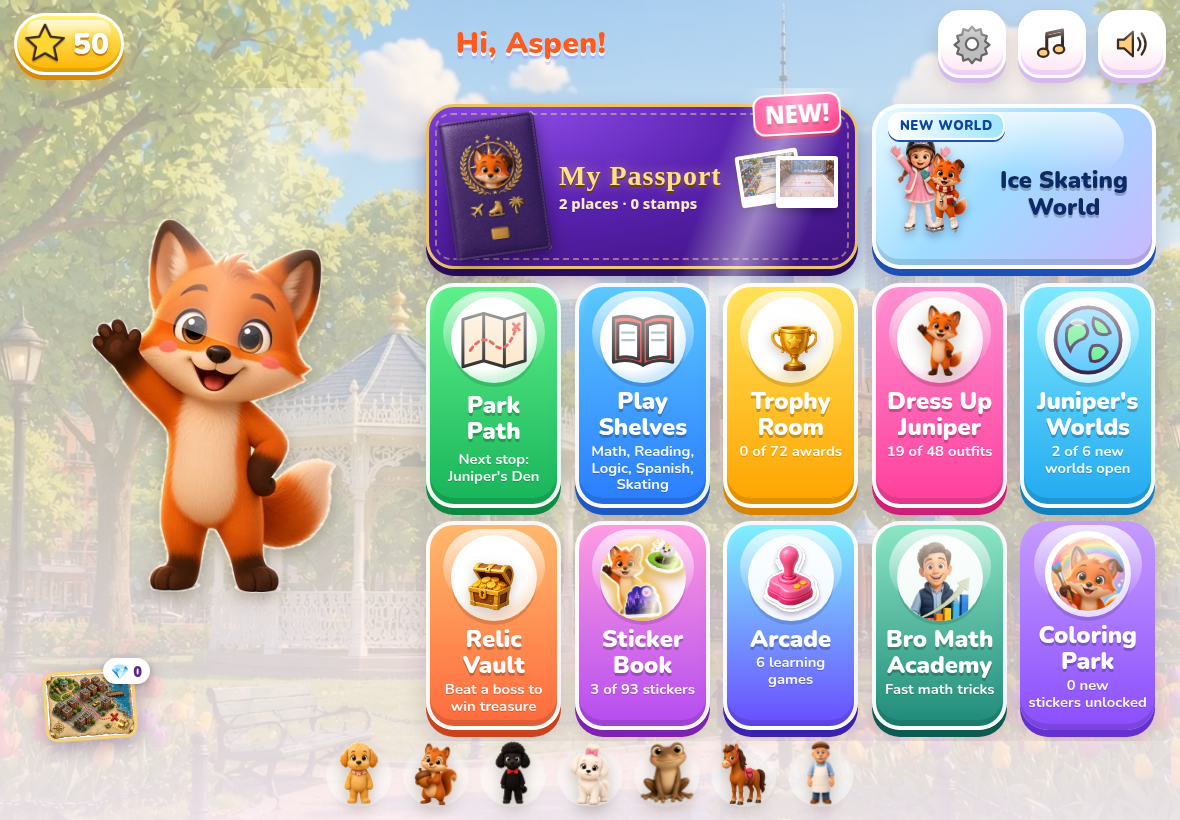 50
Hi, Aspen!
NEW!
My Passport
2 places · 0 stamps
NEW WORLD
Ice Skating
World
Park
Path
Next stop:
Juniper's Den
Play
Shelves
Math, Reading,
Logic, Spanish,
Skating
Trophy
Room
0 of 72 awards
Dress Up
Juniper
19 of 48 outfits
Juniper's
Worlds
2 of 6 new
worlds open
Relic
Vault
Beat a boss to
win treasure
Sticker
Book
3 of 93 stickers
Arcade
6 learning
games
Bro Math
Academy
Fast math tricks
Coloring
Park
0 new
stickers unlocked
0